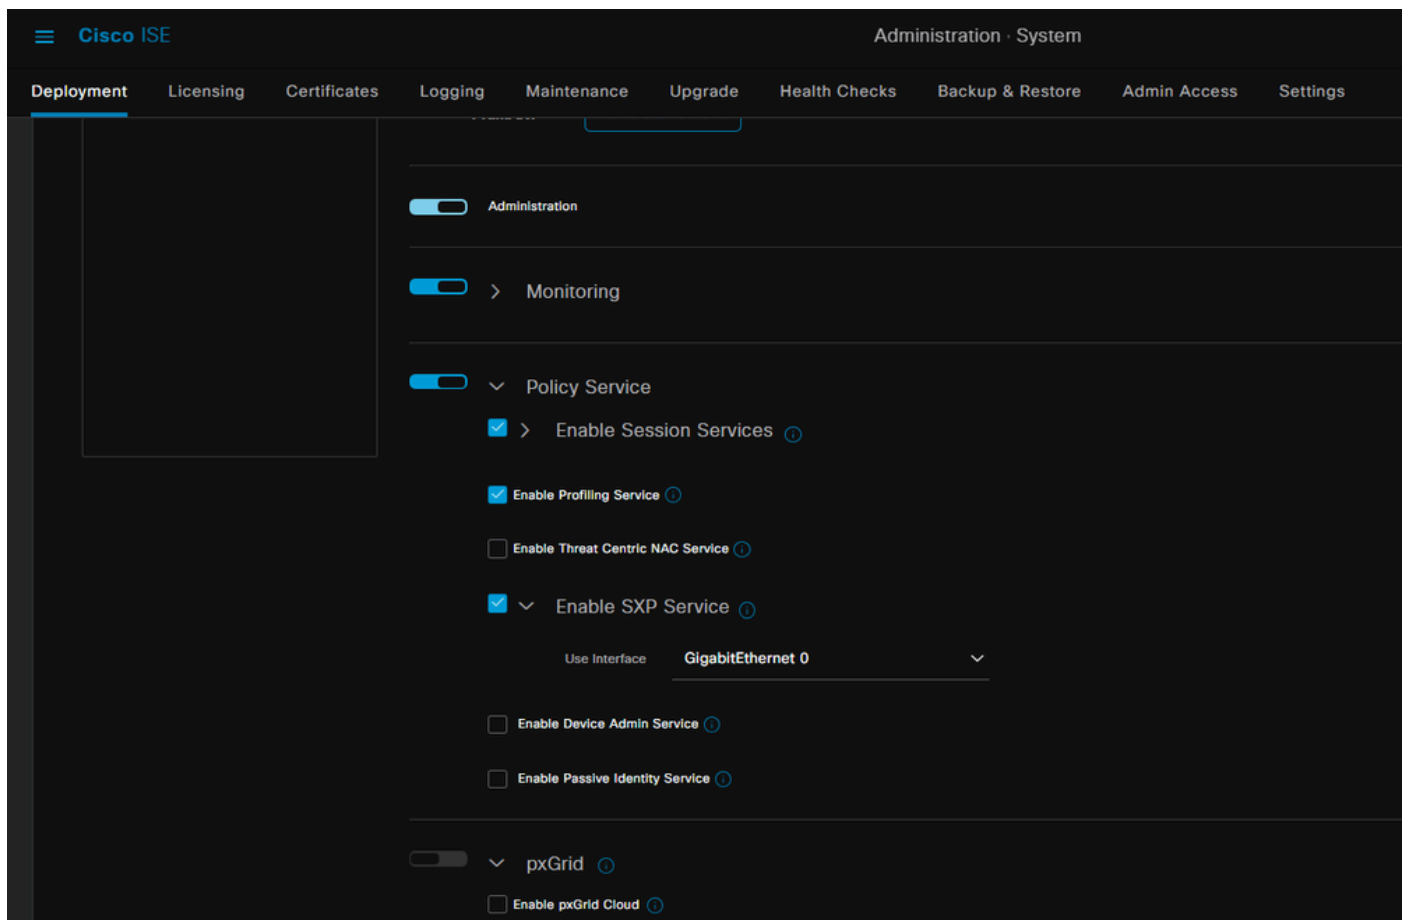 Cisco ISE
Administration · System
Deployment Licensing Certificates Logging Maintenance Upgrade Health Checks Backup & Restore Admin Access Settings
Administration
Monitoring
Policy Service
Enable Session Services
Enable Profiling Service
Enable Threat Centric NAC Service
Enable SXP Service
Use Interface GigabitEthernet 0
Enable Device Admin Service
Enable Passive Identity Service
pxGrid
Enable pxGrid Cloud